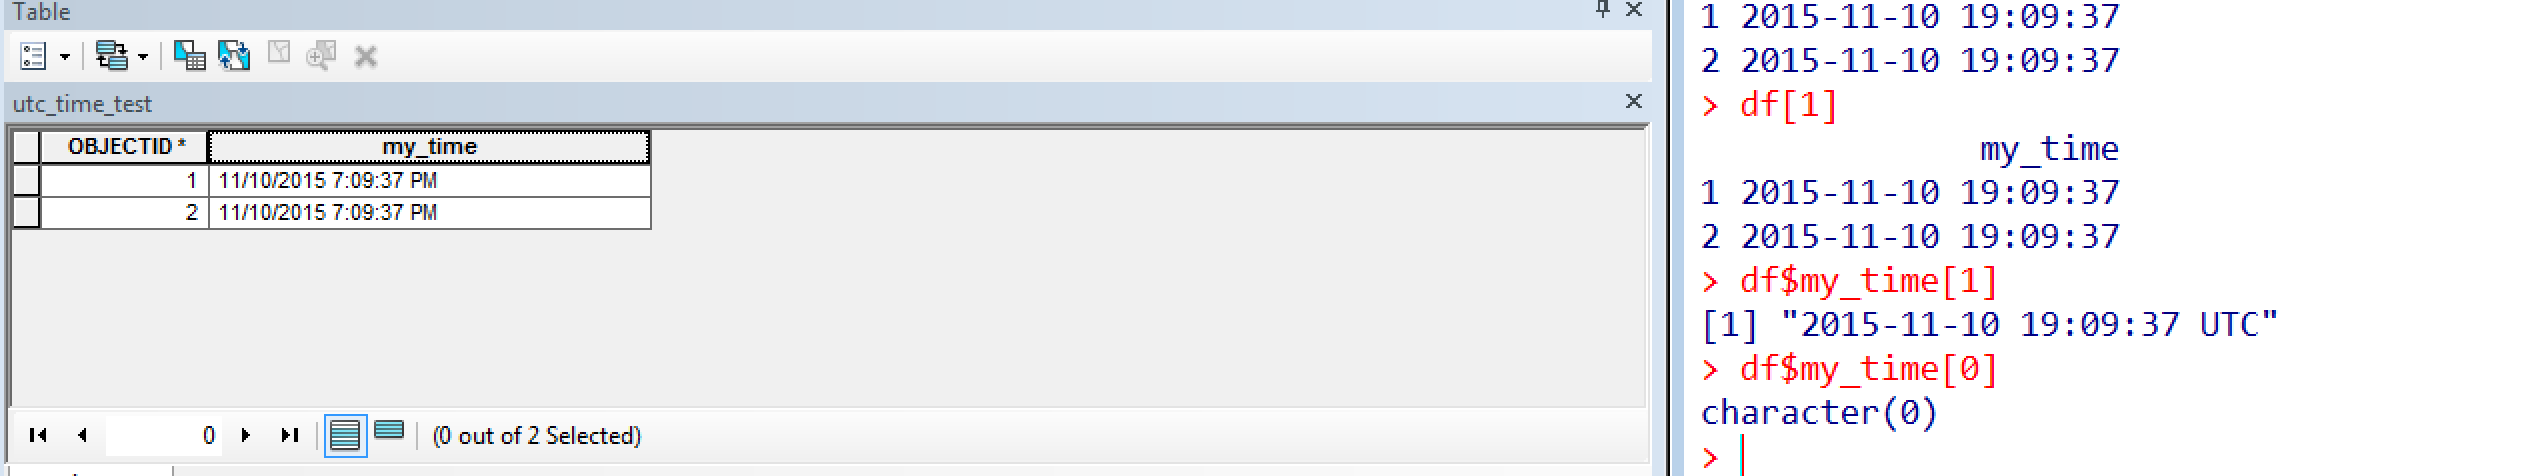 Table
utc_time_test
OBJECTID * my_time
1 11/10/2015 7:09:37 PM
2 11/10/2015 7:09:37 PM
0 (0 out of 2 Selected)
1 2015-11-10 19:09:37
2 2015-11-10 19:09:37
> df[1]
my_time
1 2015-11-10 19:09:37
2 2015-11-10 19:09:37
> df$my_time[1]
[1] "2015-11-10 19:09:37 UTC"
> df$my_time[0]
character(0)
>